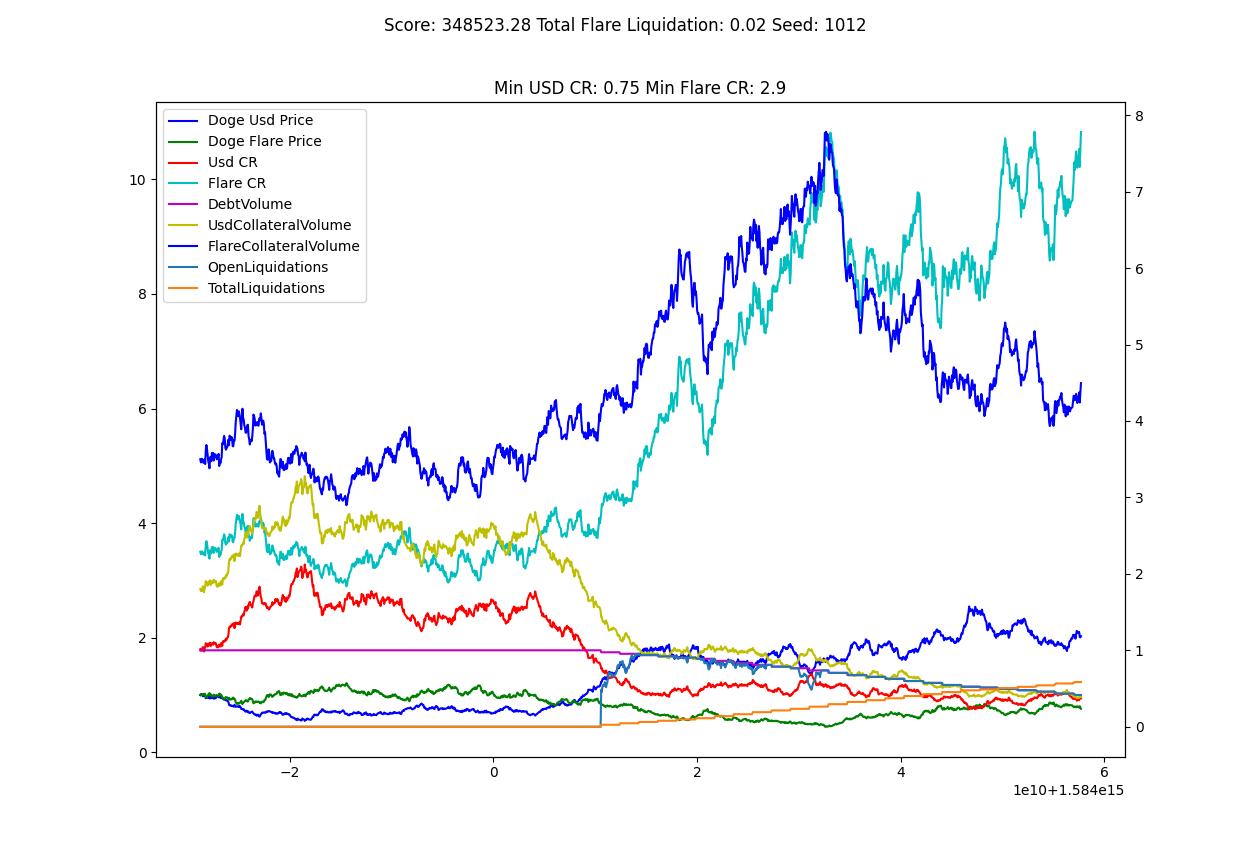 Score: 348523.28 Total Flare Liquidation: 0.02 Seed: 1012
Min USD CR: 0.75 Min Flare CR: 2.9
Doge Usd Price
Doge Flare Price
Usd CR
Flare CR
DebtVolume
UsdCollateralVolume
FlareCollateralVolume
OpenLiquidations
TotalLiquidations
10
8
6
4
2
0
8
7
6
5
4
3
2
1
0
−2
0
2
4
6
1e10+1.584e15